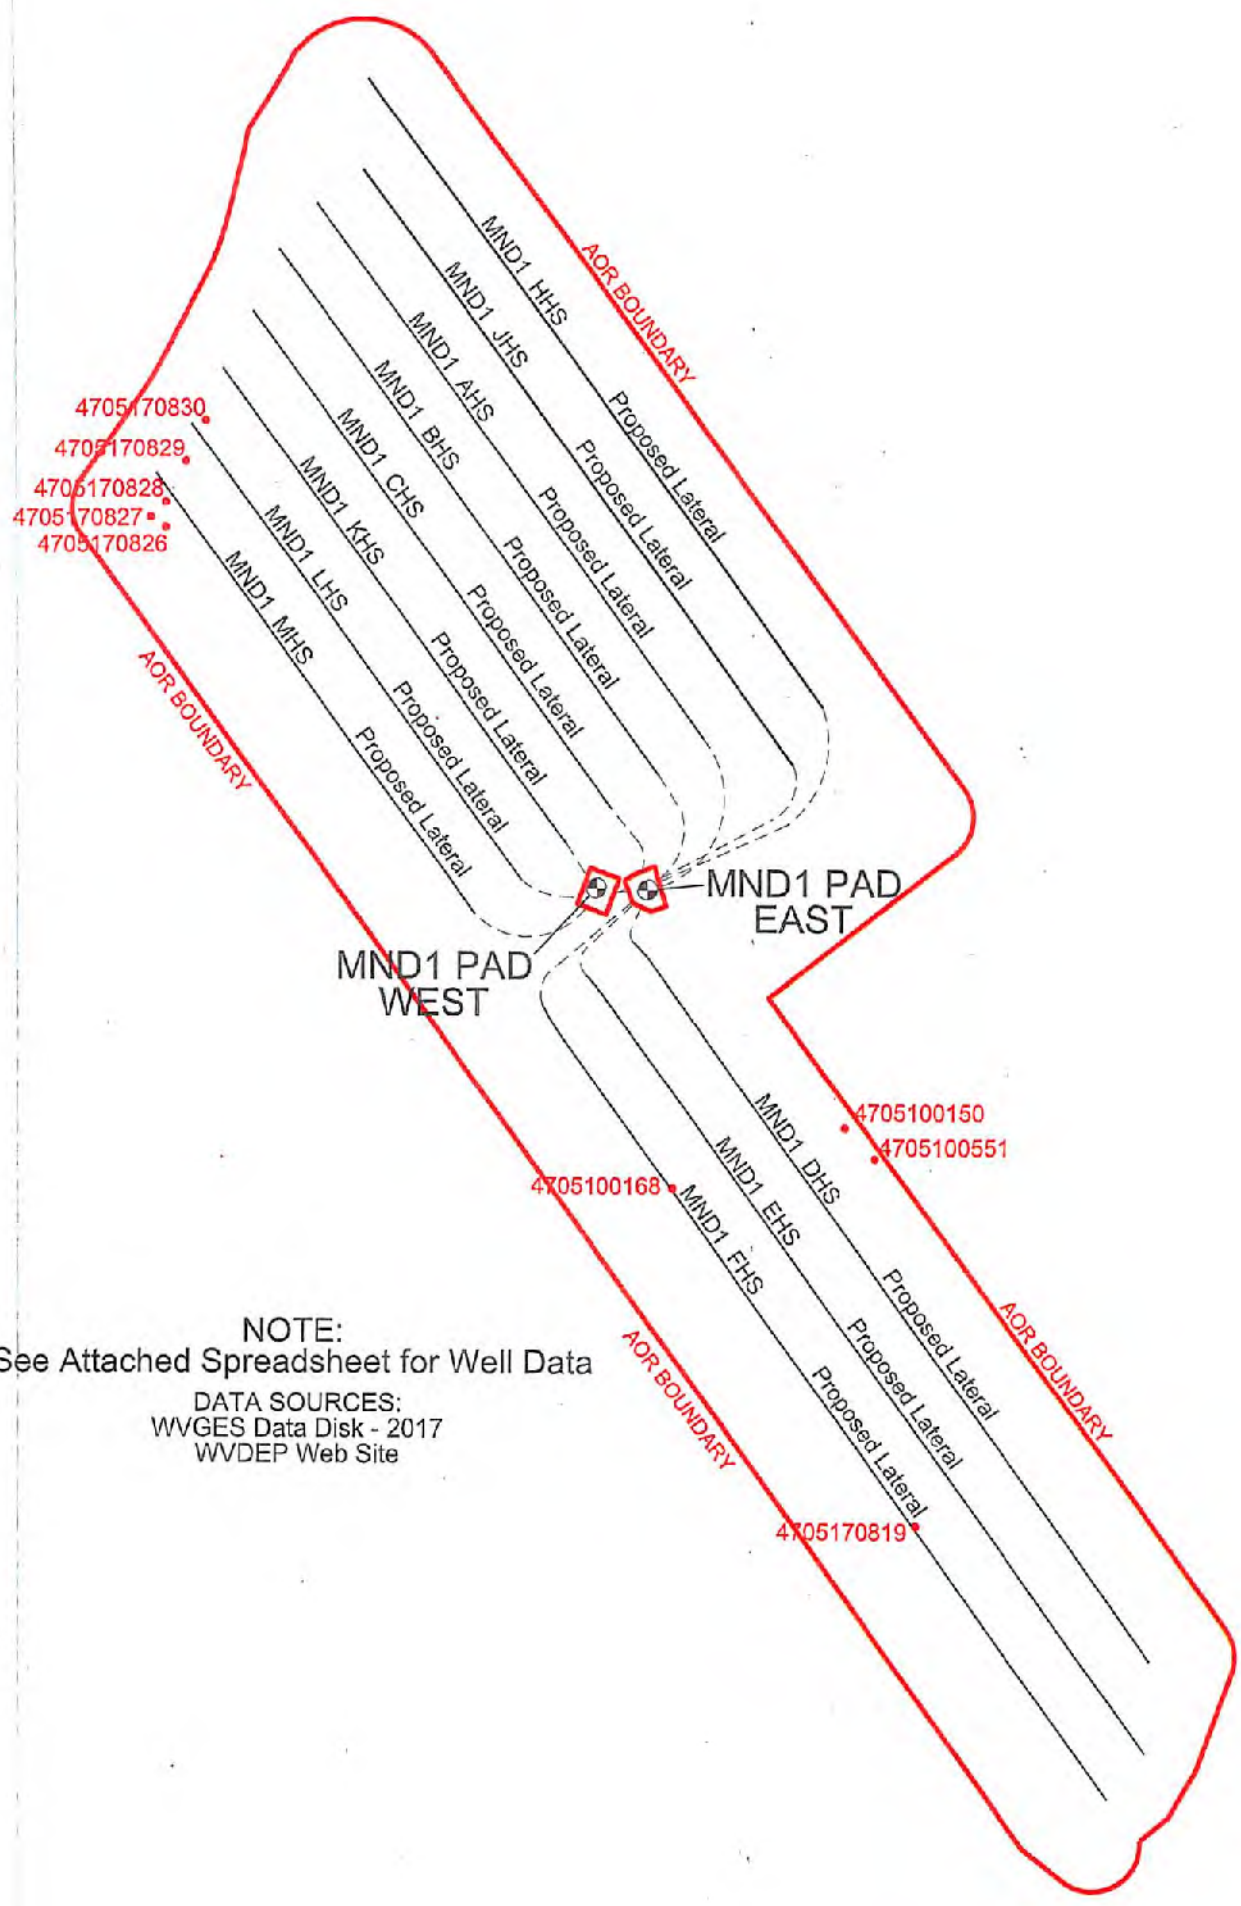 MND1 HHS
Proposed Lateral
AOR BOUNDARY
MND1 JHS
Proposed Lateral
MND1 AHS
Proposed Lateral
MND1 BHS
Proposed Lateral
MND1 CHS
Proposed Lateral
MND1 KHS
Proposed Lateral
MND1 LHS
Proposed Lateral
MND1 MHS
Proposed Lateral
4705170830
4705170829
4705170828
4705170827
4705170826
AOR BOUNDARY
MND1 PAD
EAST
MND1 PAD
WEST
4705100150
4705100551
4705100168
MND1 DHS
Proposed Lateral
MND1 EHS
Proposed Lateral
MND1 FHS
Proposed Lateral
AOR BOUNDARY
AOR BOUNDARY
4705170819
NOTE:
See Attached Spreadsheet for Well Data
DATA SOURCES:
WVGES Data Disk - 2017
WVDEP Web Site